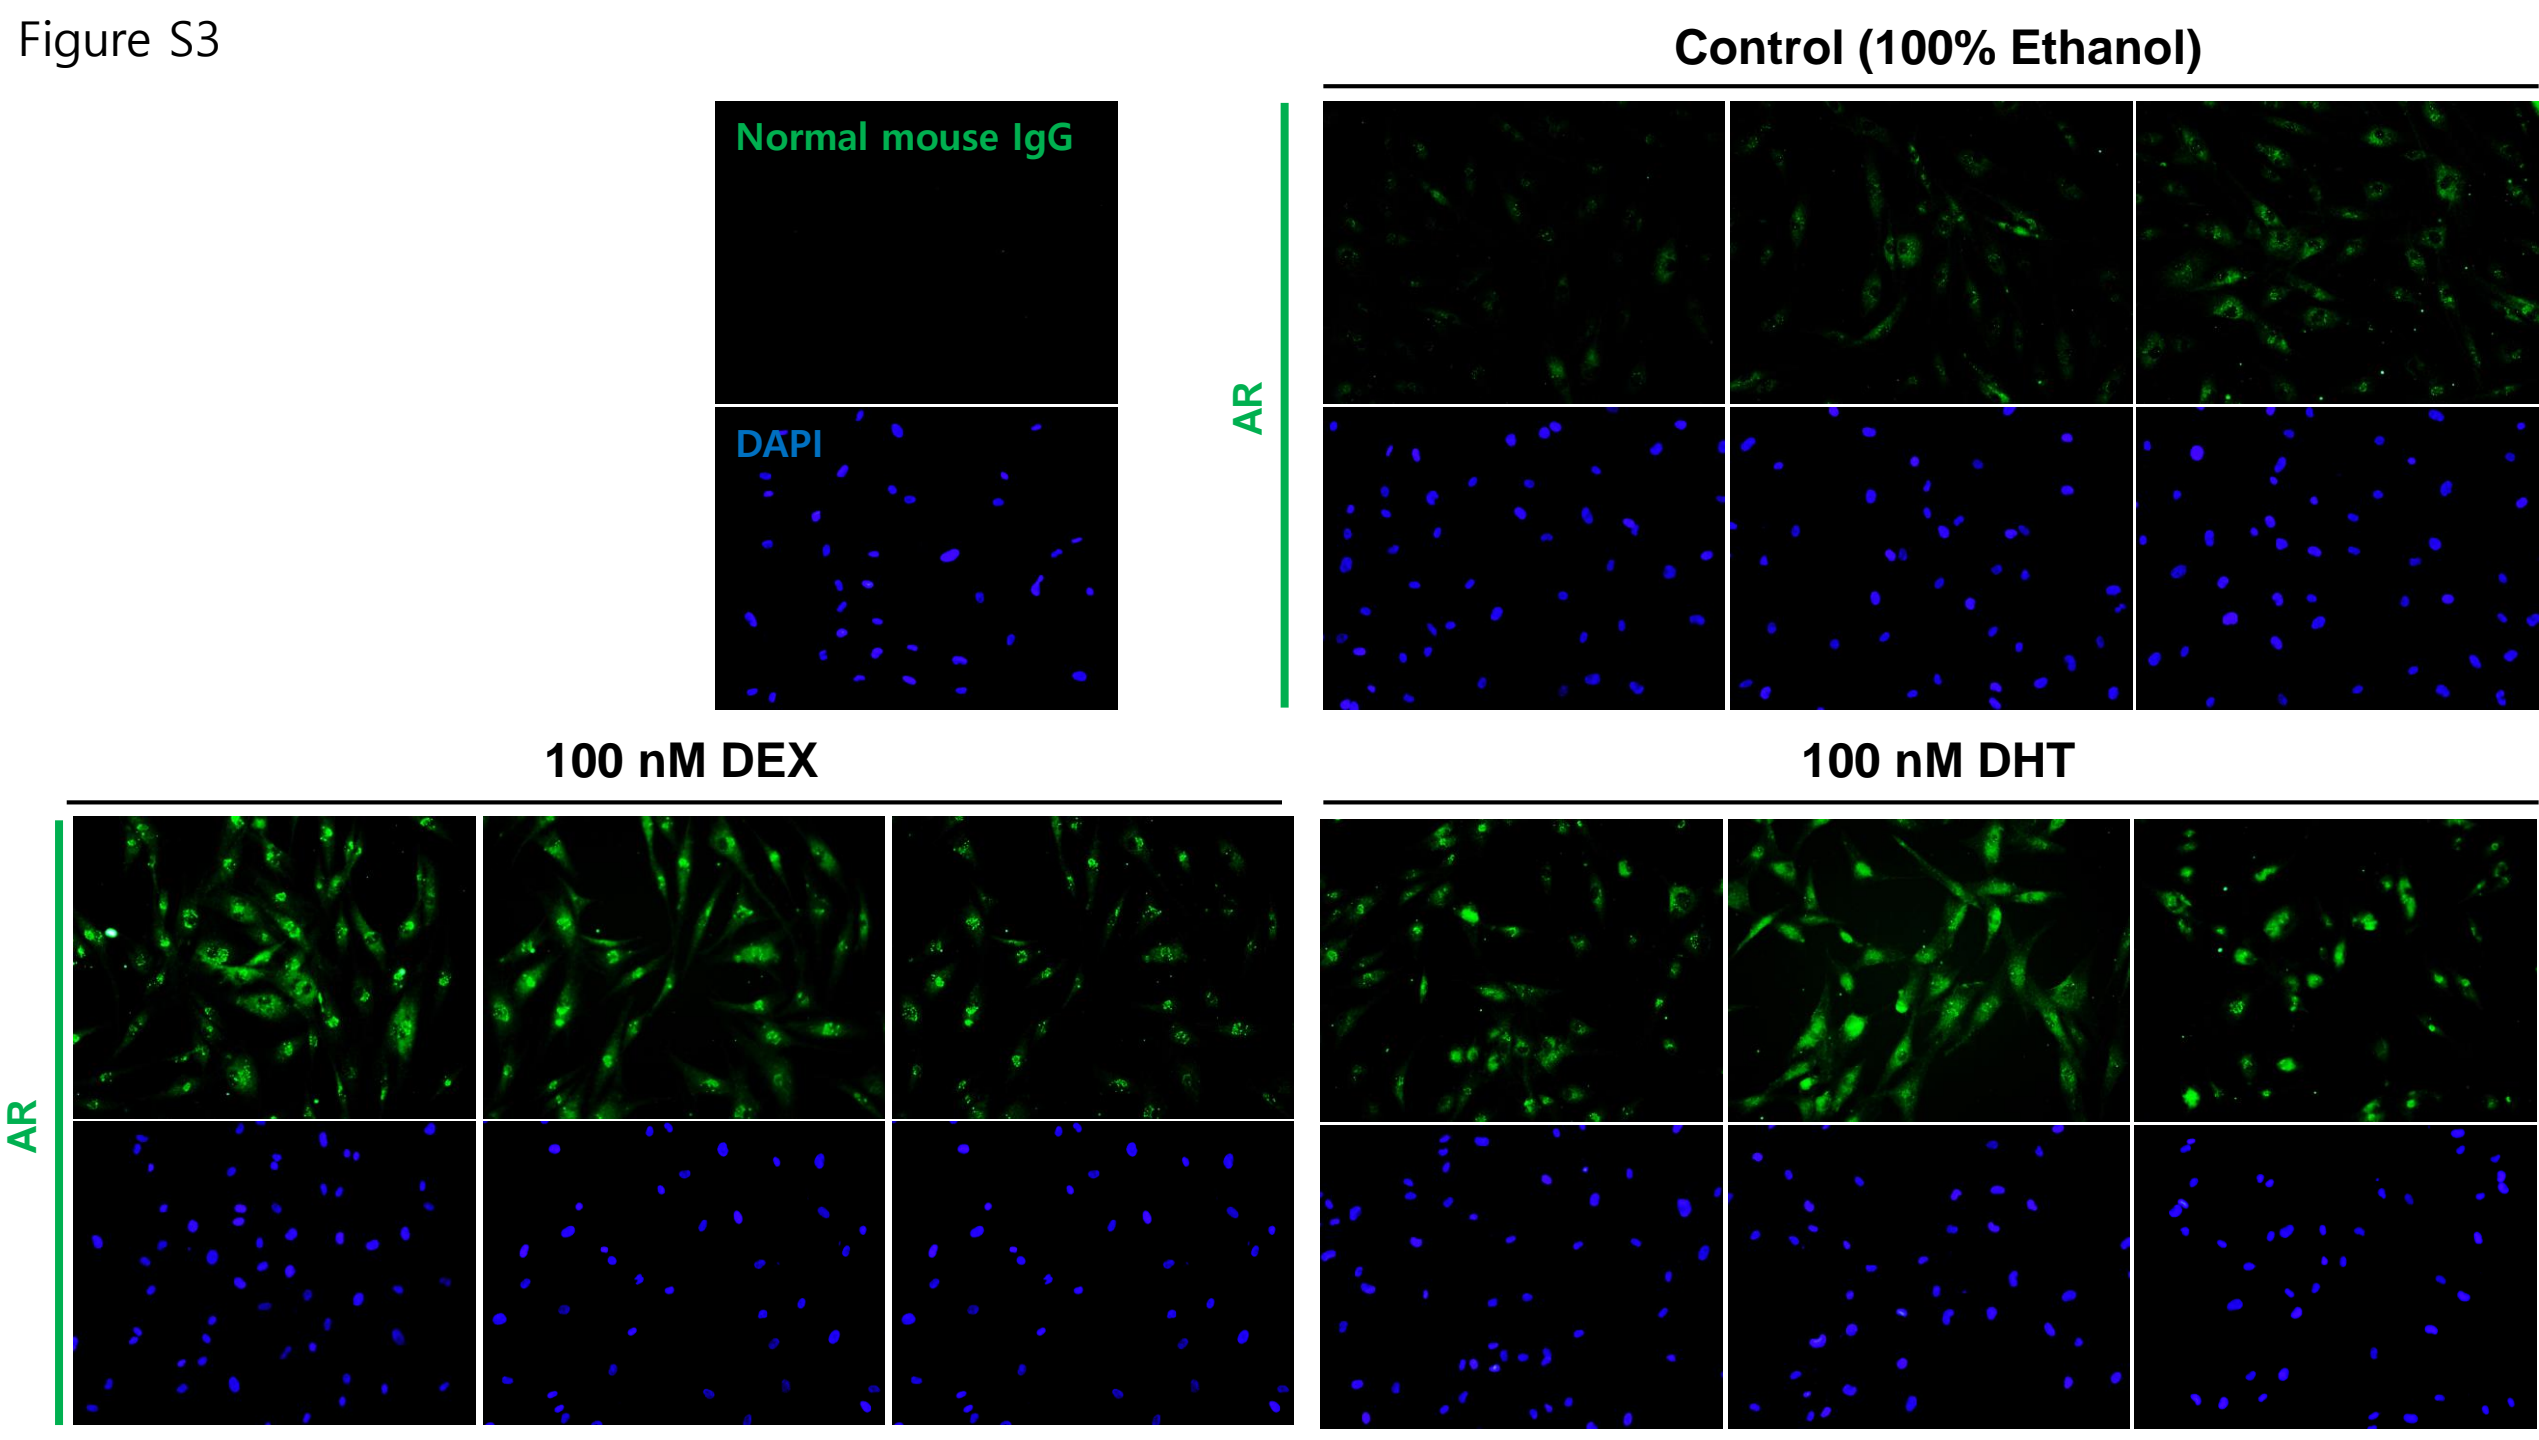 Figure S3
Control (100% Ethanol)
Normal mouse IgG
DAPI
AR
100 nM DEX
100 nM DHT
AR